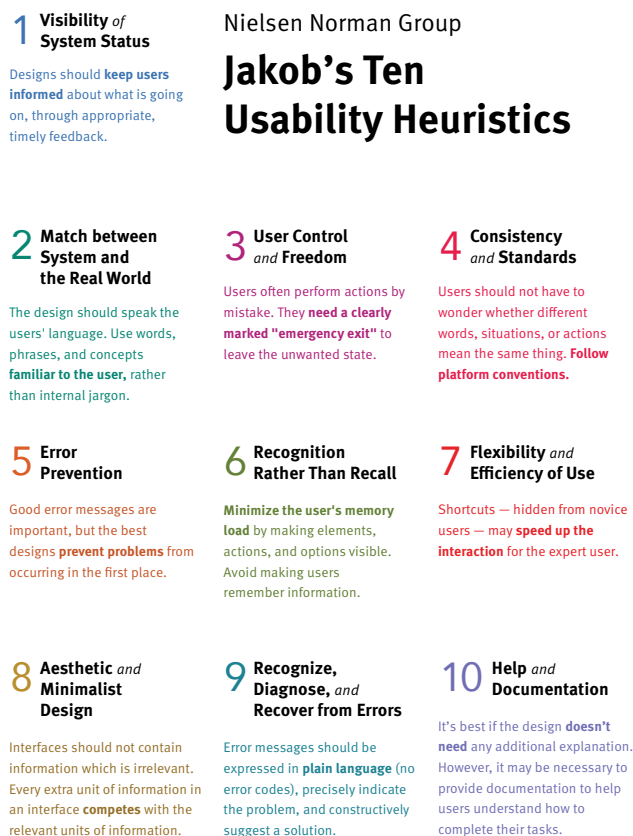 1 Visibility of
System Status
Designs should keep users
informed about what is going
on, through appropriate,
timely feedback.
Nielsen Norman Group
Jakob's Ten
Usability Heuristics
2 Match between
System and
the Real World
The design should speak the
users' language. Use words,
phrases, and concepts
familiar to the user, rather
than internal jargon.
3 User Control
and Freedom
Users often perform actions by
mistake. They need a clearly
marked "emergency exit" to
leave the unwanted state.
4 Consistency
and Standards
Users should not have to
wonder whether different
words, situations, or actions
mean the same thing. Follow
platform conventions.
5 Error
Prevention
Good error messages are
important, but the best
designs prevent problems from
occurring in the first place.
6 Recognition
Rather Than Recall
Minimize the user's memory
load by making elements,
actions, and options visible.
Avoid making users
remember information.
7 Flexibility and
Efficiency of Use
Shortcuts — hidden from novice
users — may speed up the
interaction for the expert user.
8 Aesthetic and
Minimalist
Design
Interfaces should not contain
information which is irrelevant.
Every extra unit of information in
an interface competes with the
relevant units of information.
9 Recognize,
Diagnose, and
Recover from Errors
Error messages should be
expressed in plain language (no
error codes), precisely indicate
the problem, and constructively
suggest a solution.
10 Help and
Documentation
It's best if the design doesn't
need any additional explanation.
However, it may be necessary to
provide documentation to help
users understand how to
complete their tasks.